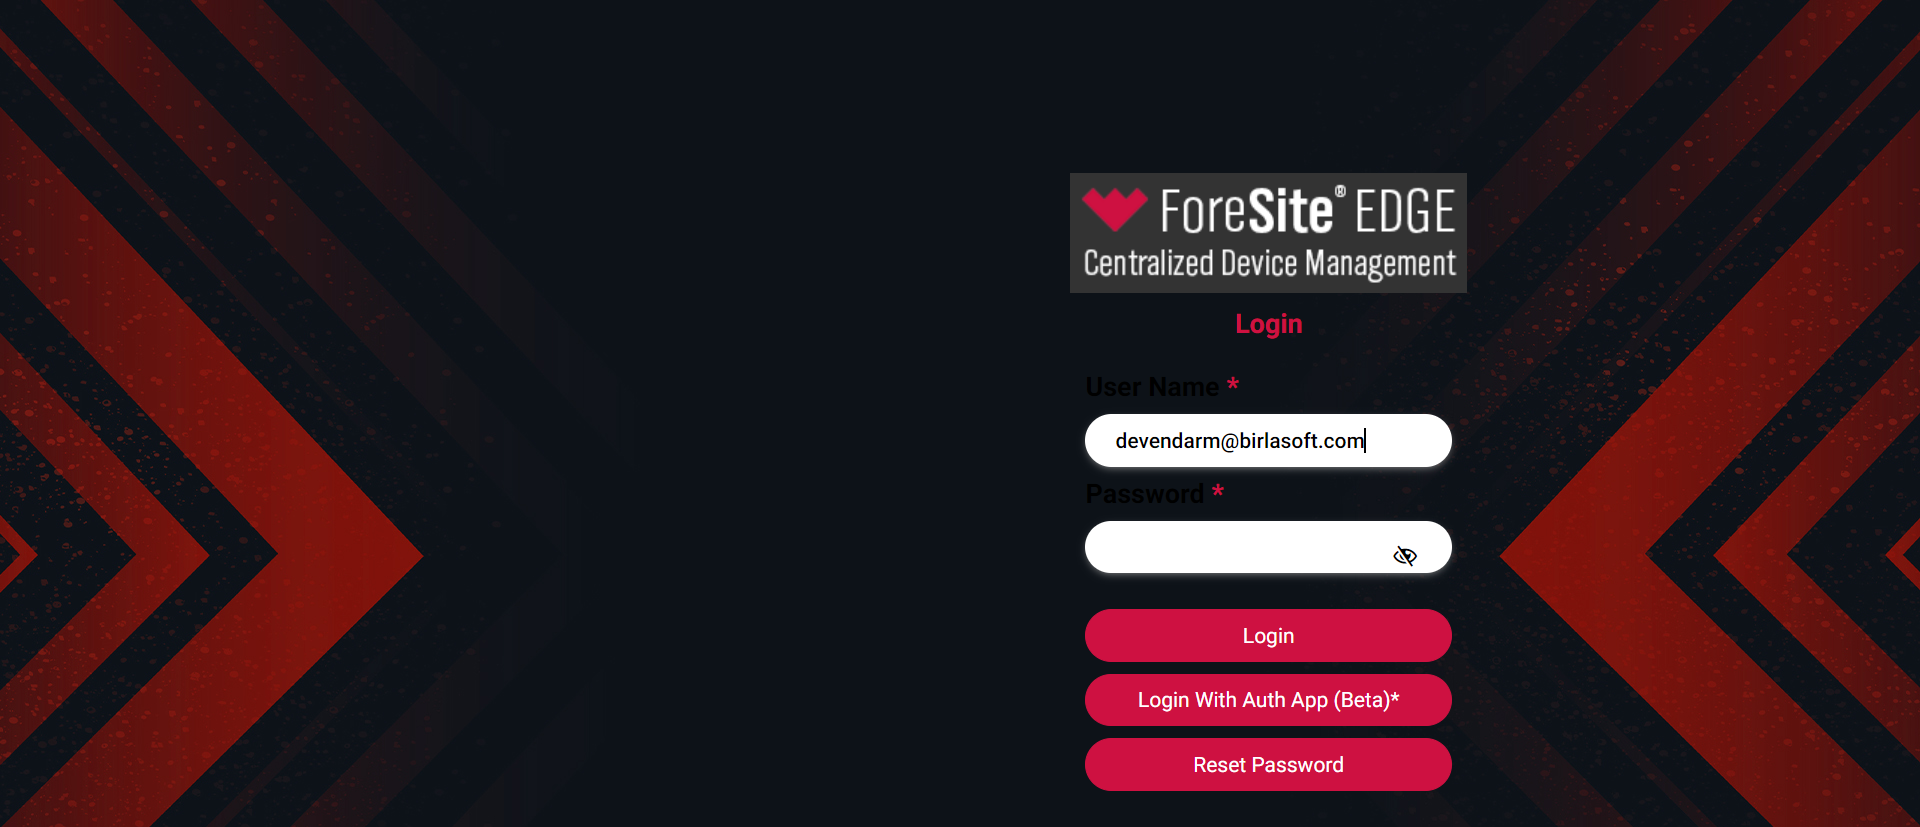 ForeSite® EDGE
Centralized Device Management
Login
User Name *
devendarm@birlasoft.com
Password *
Login
Login With Auth App (Beta)*
Reset Password